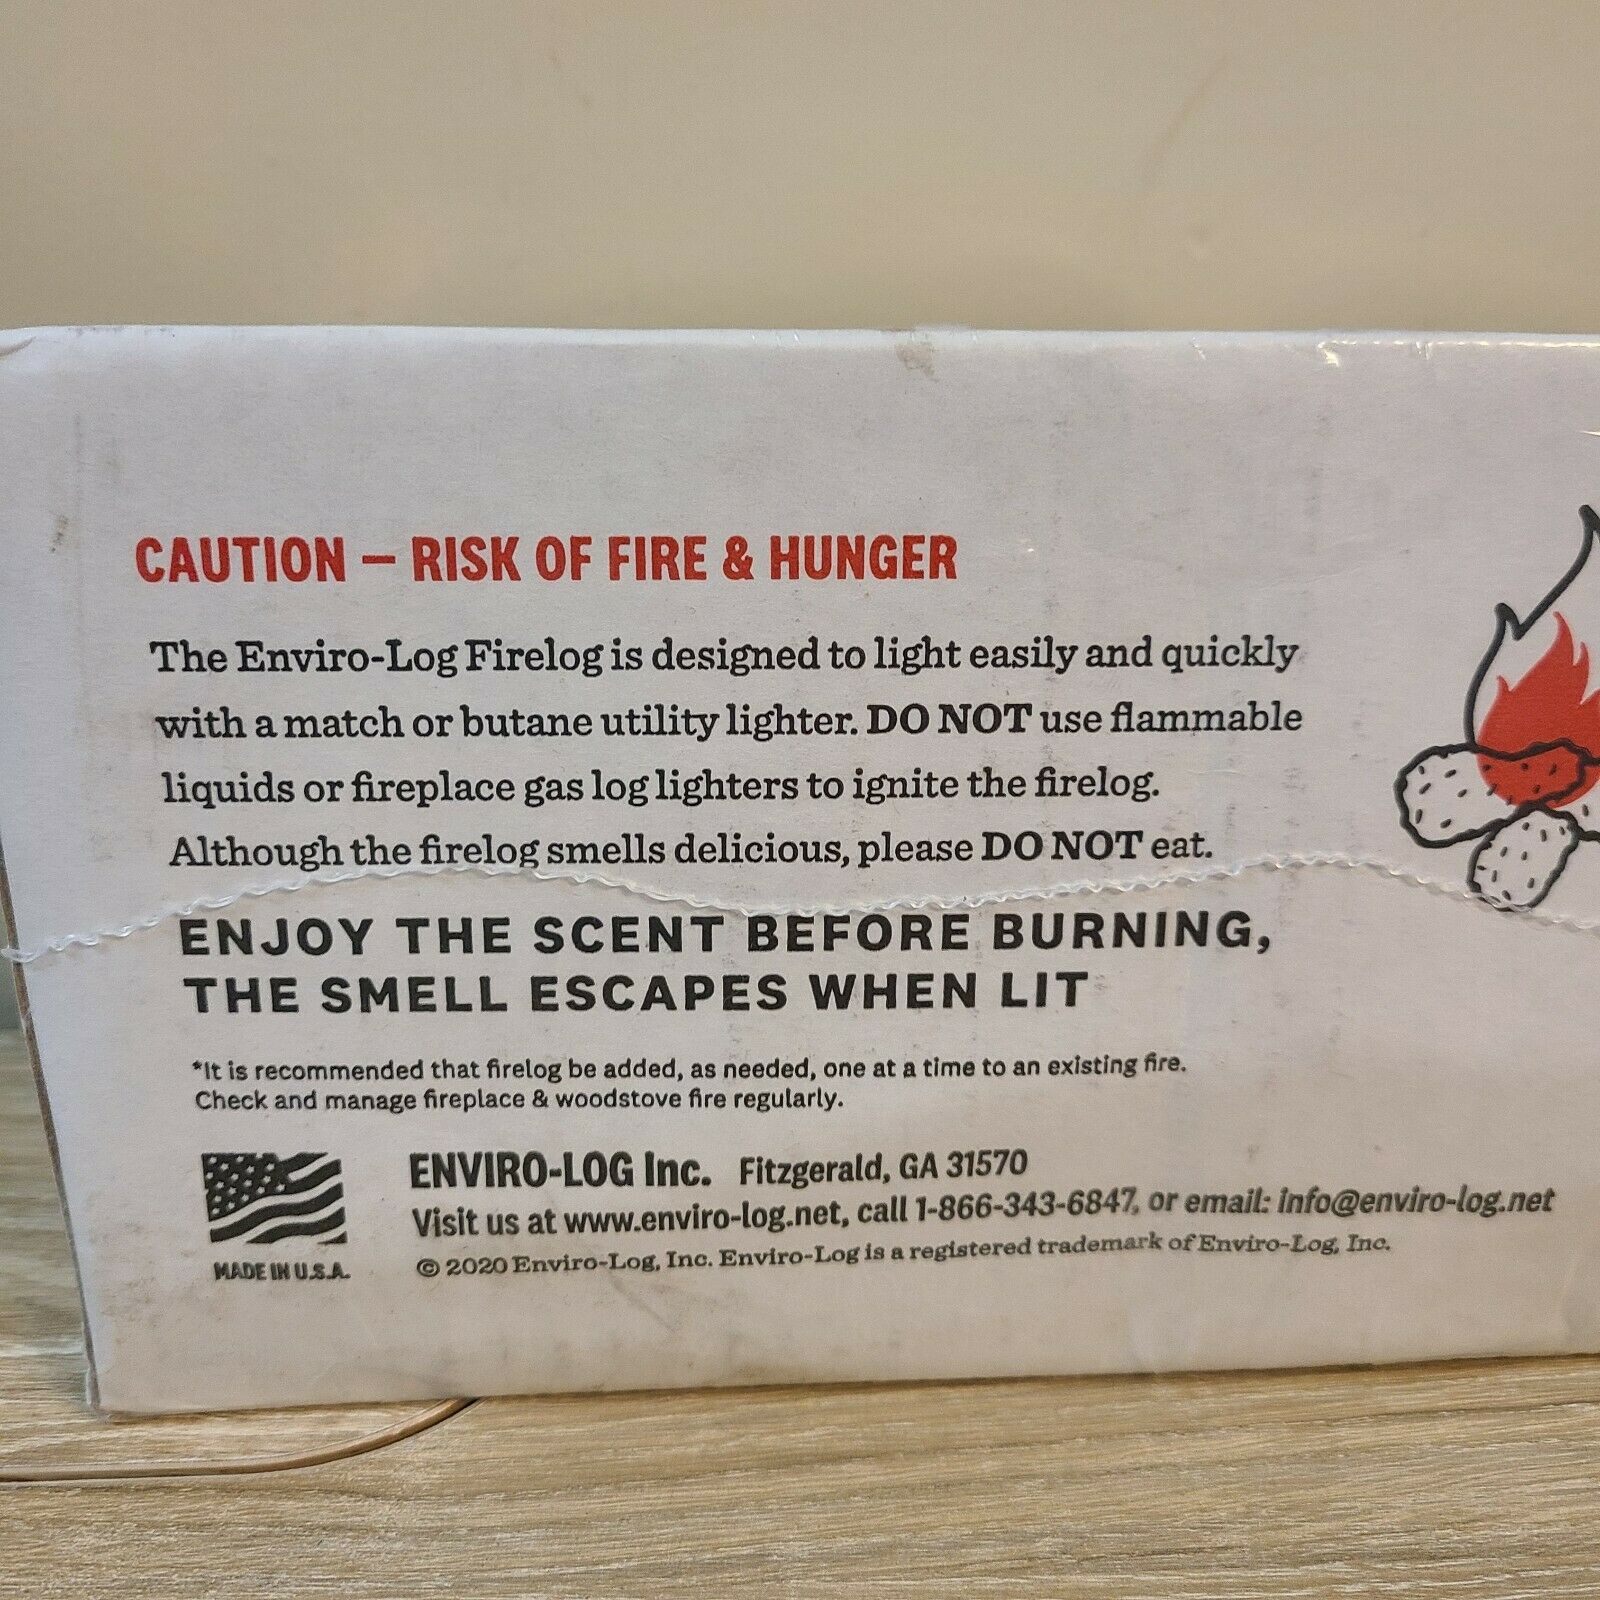 CAUTION – RISK OF FIRE & HUNGER
The Enviro-Log Firelog is designed to light easily and quickly
with a match or butane utility lighter. DO NOT use flammable
liquids or fireplace gas log lighters to ignite the firelog.
Although the firelog smells delicious, please DO NOT eat.
ENJOY THE SCENT BEFORE BURNING,
THE SMELL ESCAPES WHEN LIT
*It is recommended that firelog be added, as needed, one at a time to an existing fire.
Check and manage fireplace & woodstove fire regularly.
ENVIRO-LOG Inc. Fitzgerald, GA 31570
Visit us at www.enviro-log.net, call 1-866-343-6847, or email: info@enviro-log.net
© 2020 Enviro-Log, Inc. Enviro-Log is a registered trademark of Enviro-Log, Inc.
MADE IN U.S.A.